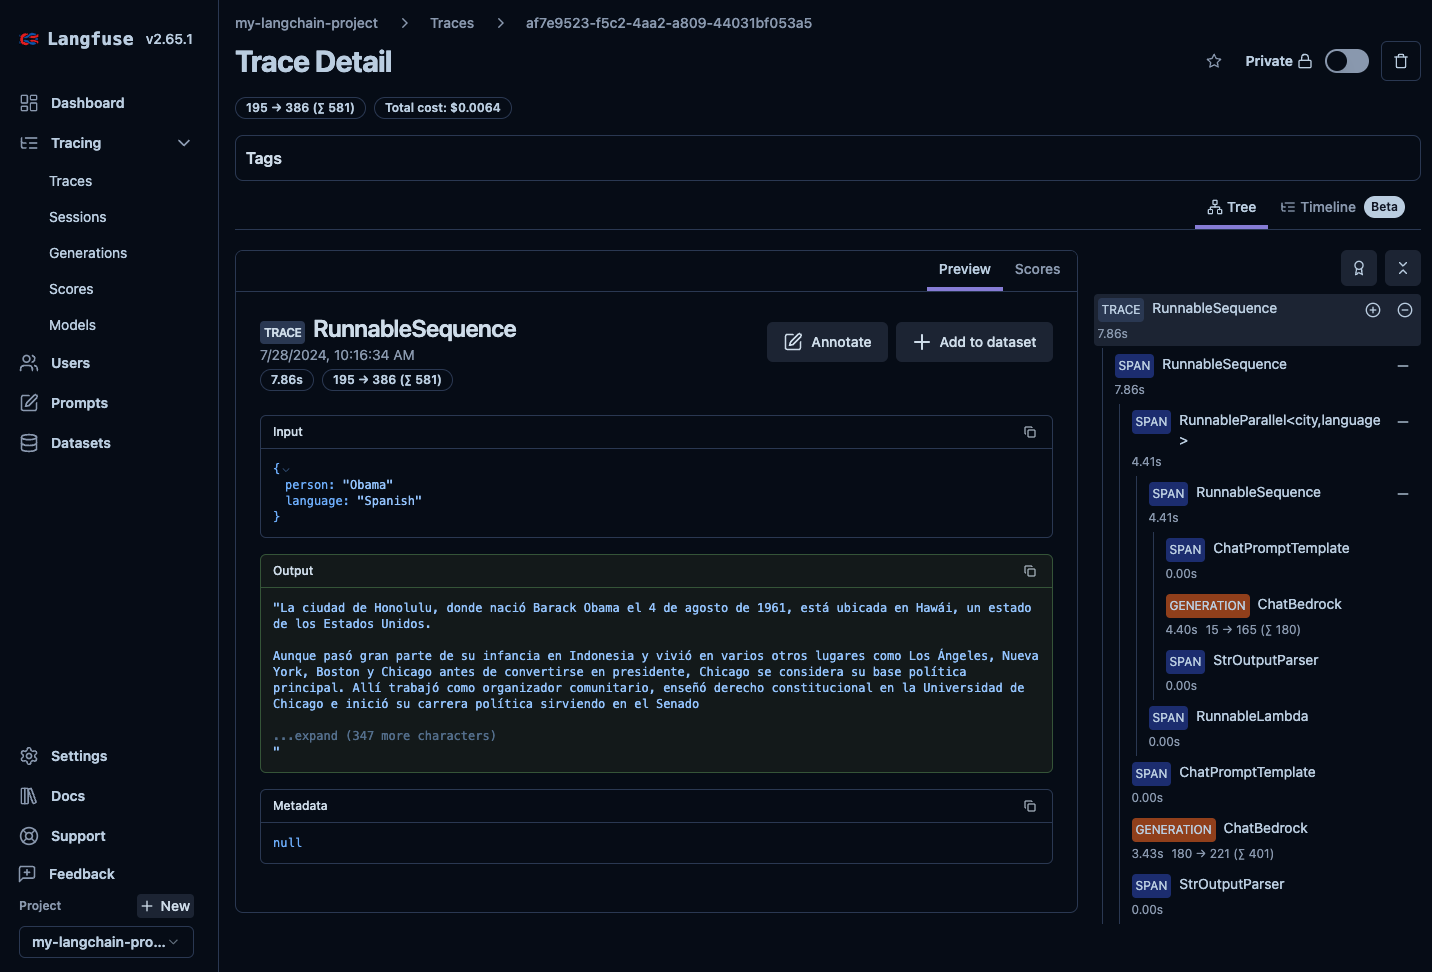 Langfuse v2.65.1
Dashboard
Tracing
Traces
Sessions
Generations
Scores
Models
Users
Prompts
Datasets
Settings
Docs
Support
Feedback
Project
New
my-langchain-pro...
my-langchain-project > Traces > af7e9523-f5c2-4aa2-a809-44031bf053a5
Trace Detail
Private
195 → 386 (∑ 581) Total cost: $0.0064
Tags
Tree Timeline Beta
Preview Scores
TRACE RunnableSequence
7/28/2024, 10:16:34 AM
7.86s 195 → 386 (∑ 581)
Annotate
Add to dataset
Input
{
person: "Obama"
language: "Spanish"
}
Output
"La ciudad de Honolulu, donde nació Barack Obama el 4 de agosto de 1961, está ubicada en Hawái, un estado
de los Estados Unidos.
Aunque pasó gran parte de su infancia en Indonesia y vivió en varios otros lugares como Los Ángeles, Nueva
York, Boston y Chicago antes de convertirse en presidente, Chicago se considera su base política
principal. Allí trabajó como organizador comunitario, enseñó derecho constitucional en la Universidad de
Chicago e inició su carrera política sirviendo en el Senado
...expand (347 more characters)
"
Metadata
null
TRACE RunnableSequence
7.86s
SPAN RunnableSequence
7.86s
SPAN RunnableParallel<city,language
>
4.41s
SPAN RunnableSequence
4.41s
SPAN ChatPromptTemplate
0.00s
GENERATION ChatBedrock
4.40s 15 → 165 (∑ 180)
SPAN StrOutputParser
0.00s
SPAN RunnableLambda
0.00s
SPAN ChatPromptTemplate
0.00s
GENERATION ChatBedrock
3.43s 180 → 221 (∑ 401)
SPAN StrOutputParser
0.00s